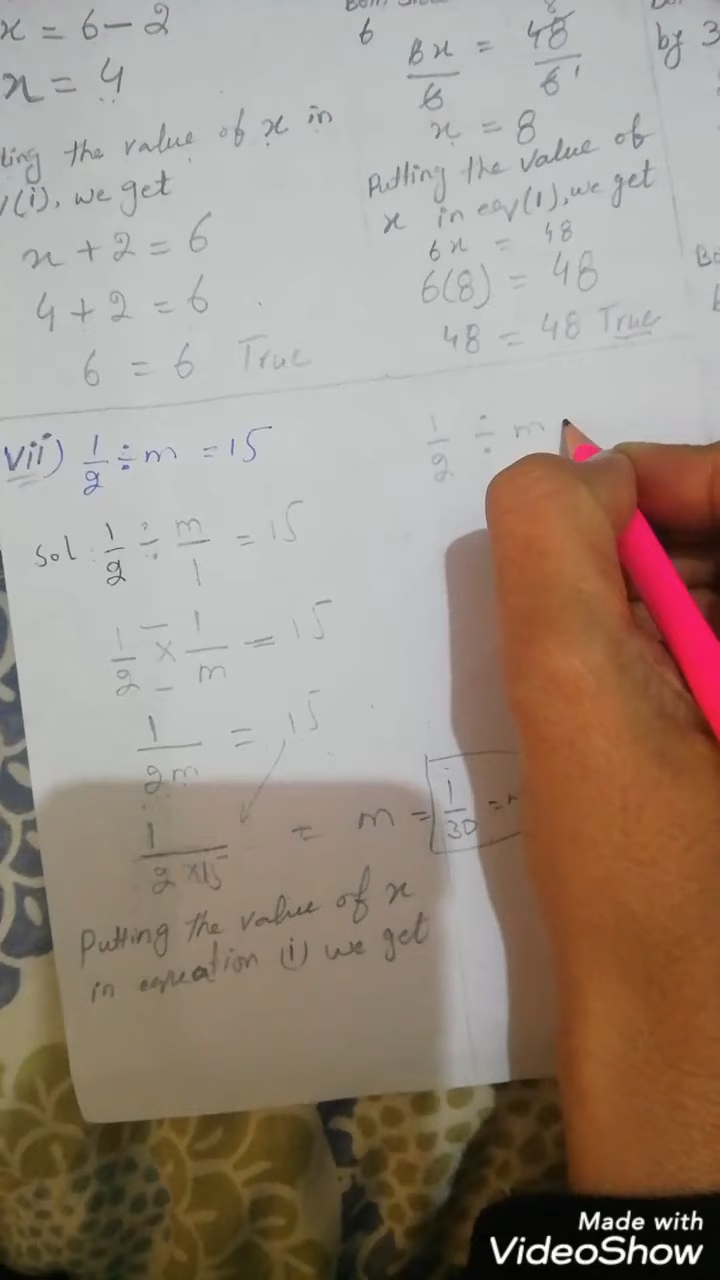 x = 6 - 2
x = 4
ting the value of x in
(i), we get
x + 2 = 6
4 + 2 = 6
6 = 6 True
6
6x/6 = 48/6
8
1
x = 8
Putting the value of
x in eqy(1), we get
6x = 48
6(8) = 48
48 = 48 True
by 3
vii) 1/2 ÷ m = 15
Sol: 1/2 ÷ m/1 = 15
1/2 × 1/m = 15
1/2m = 15
1/2×15 = m = 1/30 = m
Putting the value of x
in equation (i) we get
1/2 ÷ m
Made with
VideoShow